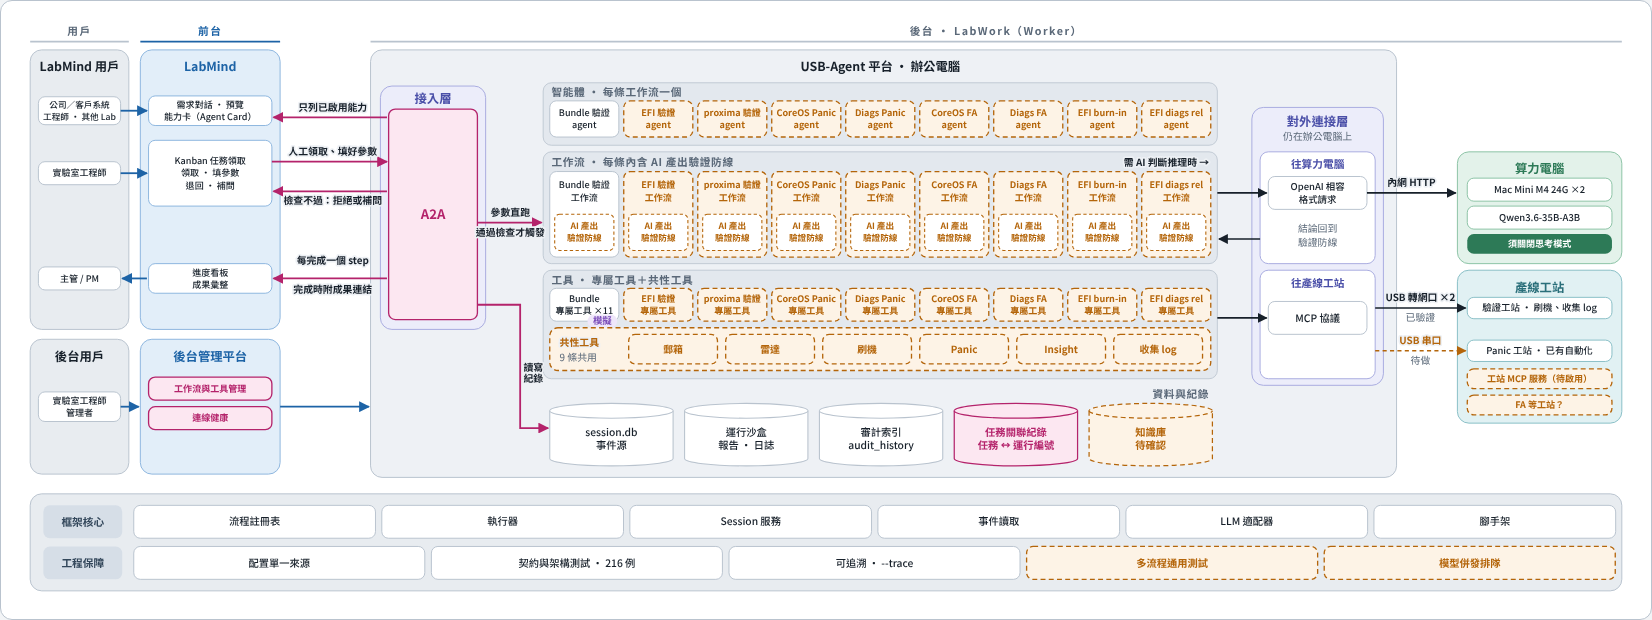 用戶
前台
後台 · LabWork（Worker）
LabMind 用戶
公司／客戶系統
工程師 · 其他 Lab
實驗室工程師
主管 / PM
LabMind
需求對話 · 預覽
能力卡（Agent Card）
Kanban 任務領取
領取 · 填參數
退回 · 補問
進度看板
成果彙整
只列已啟用能力
人工領取、填好參數
檢查不過：拒絕或補問
每完成一個 step
完成時附成果連結
後台用戶
實驗室工程師
管理者
後台管理平台
工作流與工具管理
連線健康
USB-Agent 平台 · 辦公電腦
接入層
A2A
參數直跑
通過檢查才觸發
讀寫
紀錄
智能體 · 每條工作流一個
Bundle 驗證
agent
EFI 驗證
agent
proxima 驗證
agent
CoreOS Panic
agent
Diags Panic
agent
CoreOS FA
agent
Diags FA
agent
EFI burn-in
agent
EFI diags rel
agent
工作流 · 每條內含 AI 產出驗證防線
需 AI 判斷推理時 →
Bundle 驗證
工作流
EFI 驗證
工作流
proxima 驗證
工作流
CoreOS Panic
工作流
Diags Panic
工作流
CoreOS FA
工作流
Diags FA
工作流
EFI burn-in
工作流
EFI diags rel
工作流
AI 產出
驗證防線
AI 產出
驗證防線
AI 產出
驗證防線
AI 產出
驗證防線
AI 產出
驗證防線
AI 產出
驗證防線
AI 產出
驗證防線
AI 產出
驗證防線
AI 產出
驗證防線
工具 · 專屬工具＋共性工具
Bundle
專屬工具 ×11
模擬
EFI 驗證
專屬工具
proxima 驗證
專屬工具
CoreOS Panic
專屬工具
Diags Panic
專屬工具
CoreOS FA
專屬工具
Diags FA
專屬工具
EFI burn-in
專屬工具
EFI diags rel
專屬工具
共性工具
9 條共用
郵箱
雷達
刷機
Panic
Insight
收集 log
資料與紀錄
session.db
事件源
運行沙盒
報告 · 日誌
審計索引
audit_history
任務關聯紀錄
任務 ↔ 運行編號
知識庫
待確認
對外連接層
仍在辦公電腦上
往算力電腦
OpenAI 相容
格式請求
結論回到
驗證防線
往產線工站
MCP 協議
內網 HTTP
USB 轉網口 ×2
已驗證
USB 串口
待做
算力電腦
Mac Mini M4 24G ×2
Qwen3.6-35B-A3B
須關閉思考模式
產線工站
驗證工站 · 刷機、收集 log
Panic 工站 · 已有自動化
工站 MCP 服務（待啟用）
FA 等工站？
框架核心
流程註冊表
執行器
Session 服務
事件讀取
LLM 適配器
腳手架
工程保障
配置單一來源
契約與架構測試 · 216 例
可追溯 · --trace
多流程通用測試
模型併發排隊